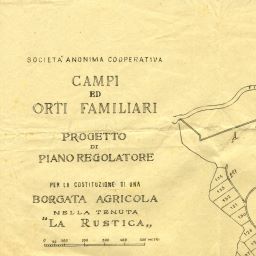 SOCIETA' ANONIMA COOPERATIVA
CAMPI
ED
ORTI FAMILIARI
PROGETTO
DI
PIANO REGOLATORE
PER LA COSTITUZIONE DI UNA
BORGATA AGRICOLA
NELLA TENUTA
"LA RUSTICA"